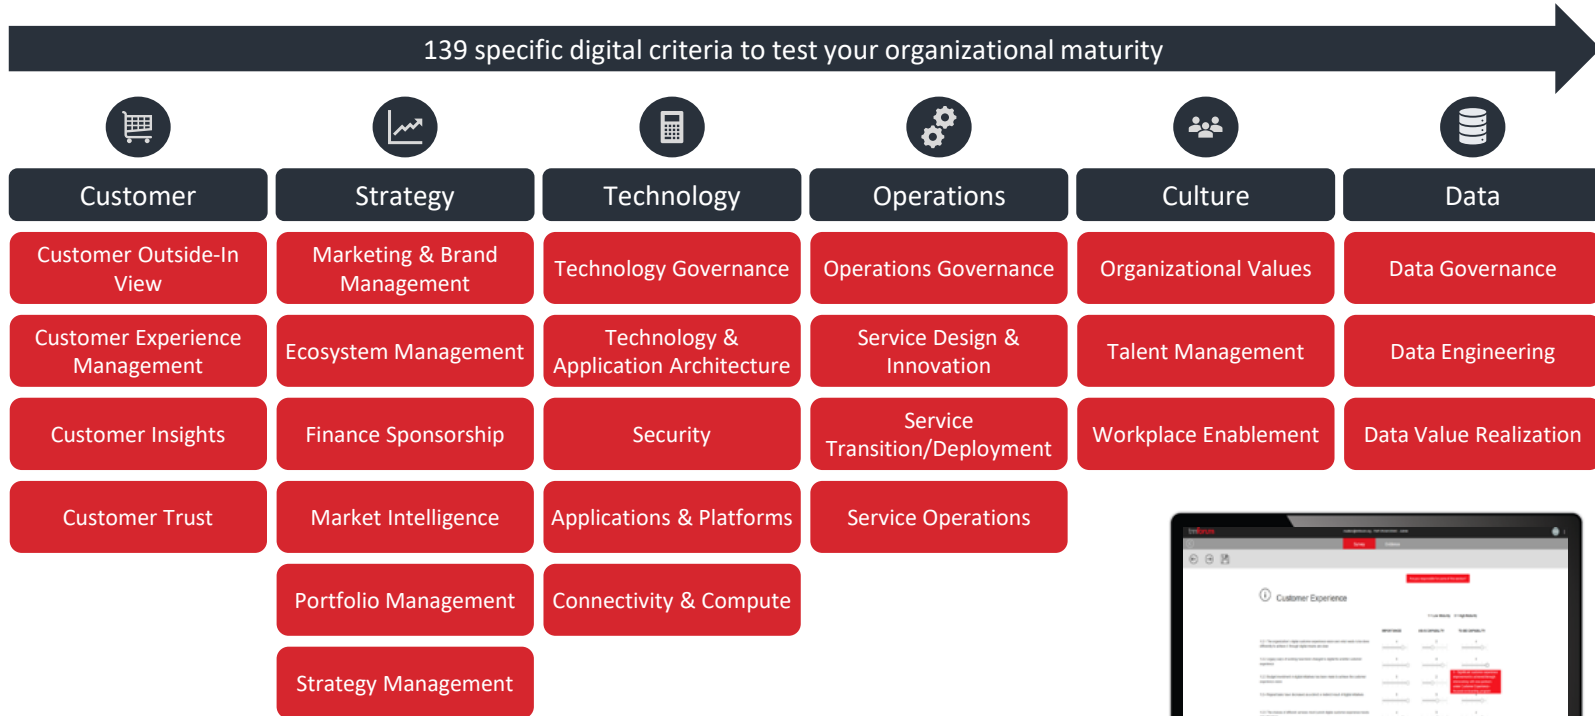 139 specific digital criteria to test your organizational maturity
Customer
Strategy
Technology
Operations
Culture
Data
Customer Outside-In
View
Marketing & Brand
Management
Technology Governance
Operations Governance
Organizational Values
Data Governance
Customer Experience
Management
Ecosystem Management
Technology &
Application Architecture
Service Design &
Innovation
Talent Management
Data Engineering
Customer Insights
Finance Sponsorship
Security
Service
Transition/Deployment
Workplace Enablement
Data Value Realization
Customer Trust
Market Intelligence
Applications & Platforms
Service Operations
Portfolio Management
Connectivity & Compute
Strategy Management
tmforum
Survey
Customer Experience